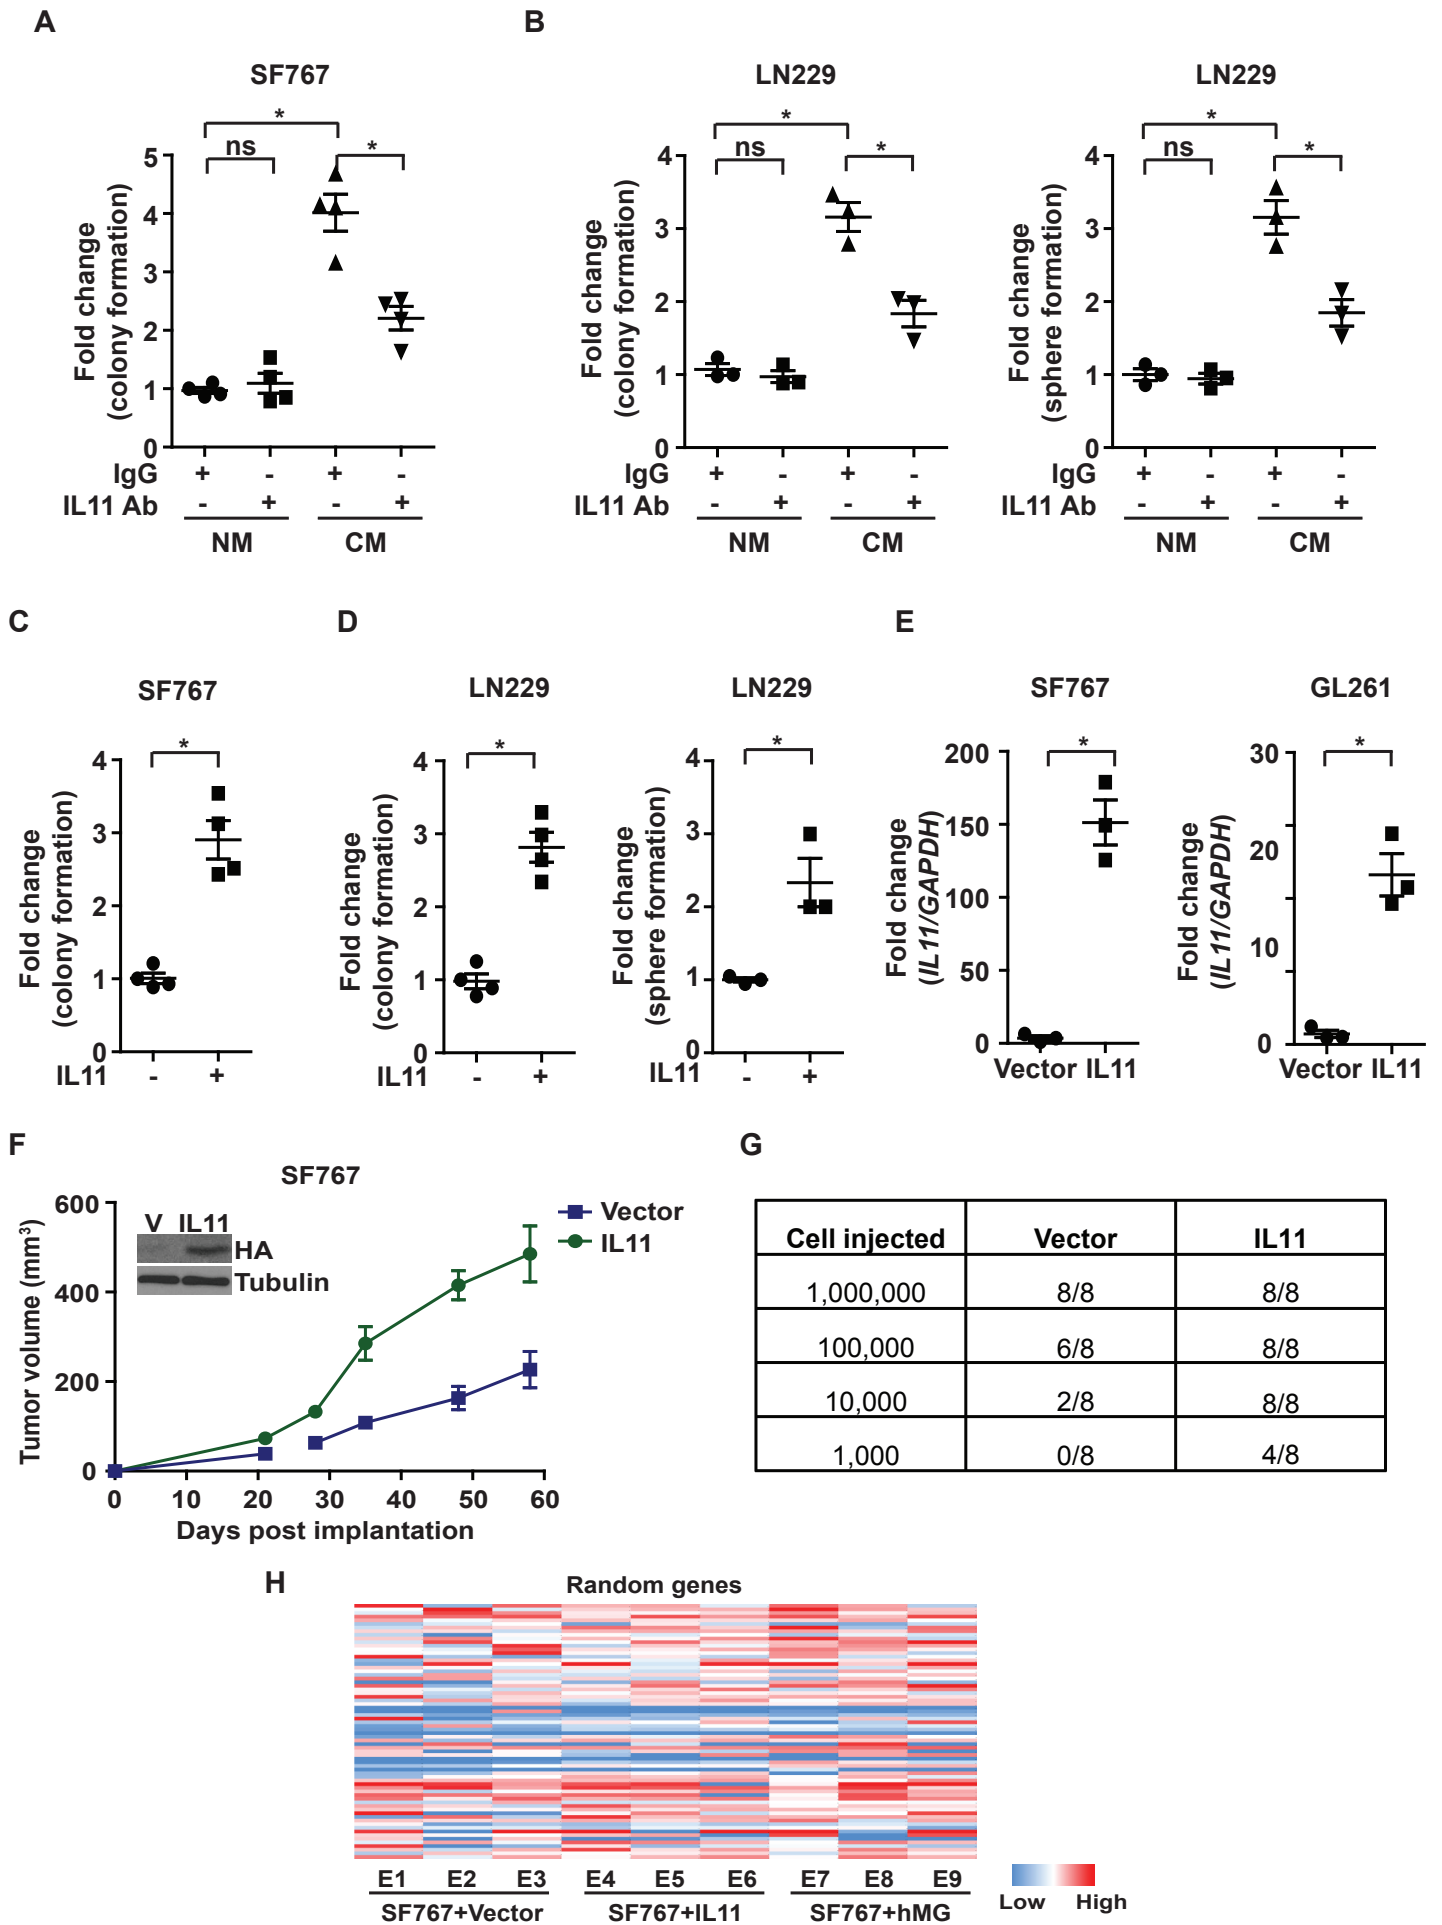 A
B
SF767
LN229
LN229
*
*
*
ns
*
ns
*
ns
*
5
4
3
2
1
0
Fold change
(colony formation)
4
3
2
1
0
Fold change
(colony formation)
4
3
2
1
0
Fold change
(sphere formation)
IgG + - + -
IL11 Ab - + - +
NM CM
IgG + - + -
IL11 Ab - + - +
NM CM
IgG + - + -
IL11 Ab - + - +
NM CM
C
D
E
SF767
LN229
LN229
SF767
GL261
*
*
*
*
*
4
3
2
1
0
Fold change
(colony formation)
IL11 - +
4
3
2
1
0
Fold change
(colony formation)
IL11 - +
4
3
2
1
0
Fold change
(sphere formation)
IL11 - +
200
150
100
50
0
Fold change
(IL11/GAPDH)
Vector IL11
30
20
10
0
Fold change
(IL11/GAPDH)
Vector IL11
F
SF767
600
400
200
0
Tumor volume (mm³)
V IL11
HA
Tubulin
Vector
IL11
0 10 20 30 40 50 60
Days post implantation
G
Cell injected Vector IL11
1,000,000 8/8 8/8
100,000 6/8 8/8
10,000 2/8 8/8
1,000 0/8 4/8
H
Random genes
E1 E2 E3 E4 E5 E6 E7 E8 E9
SF767+Vector SF767+IL11 SF767+hMG
Low High